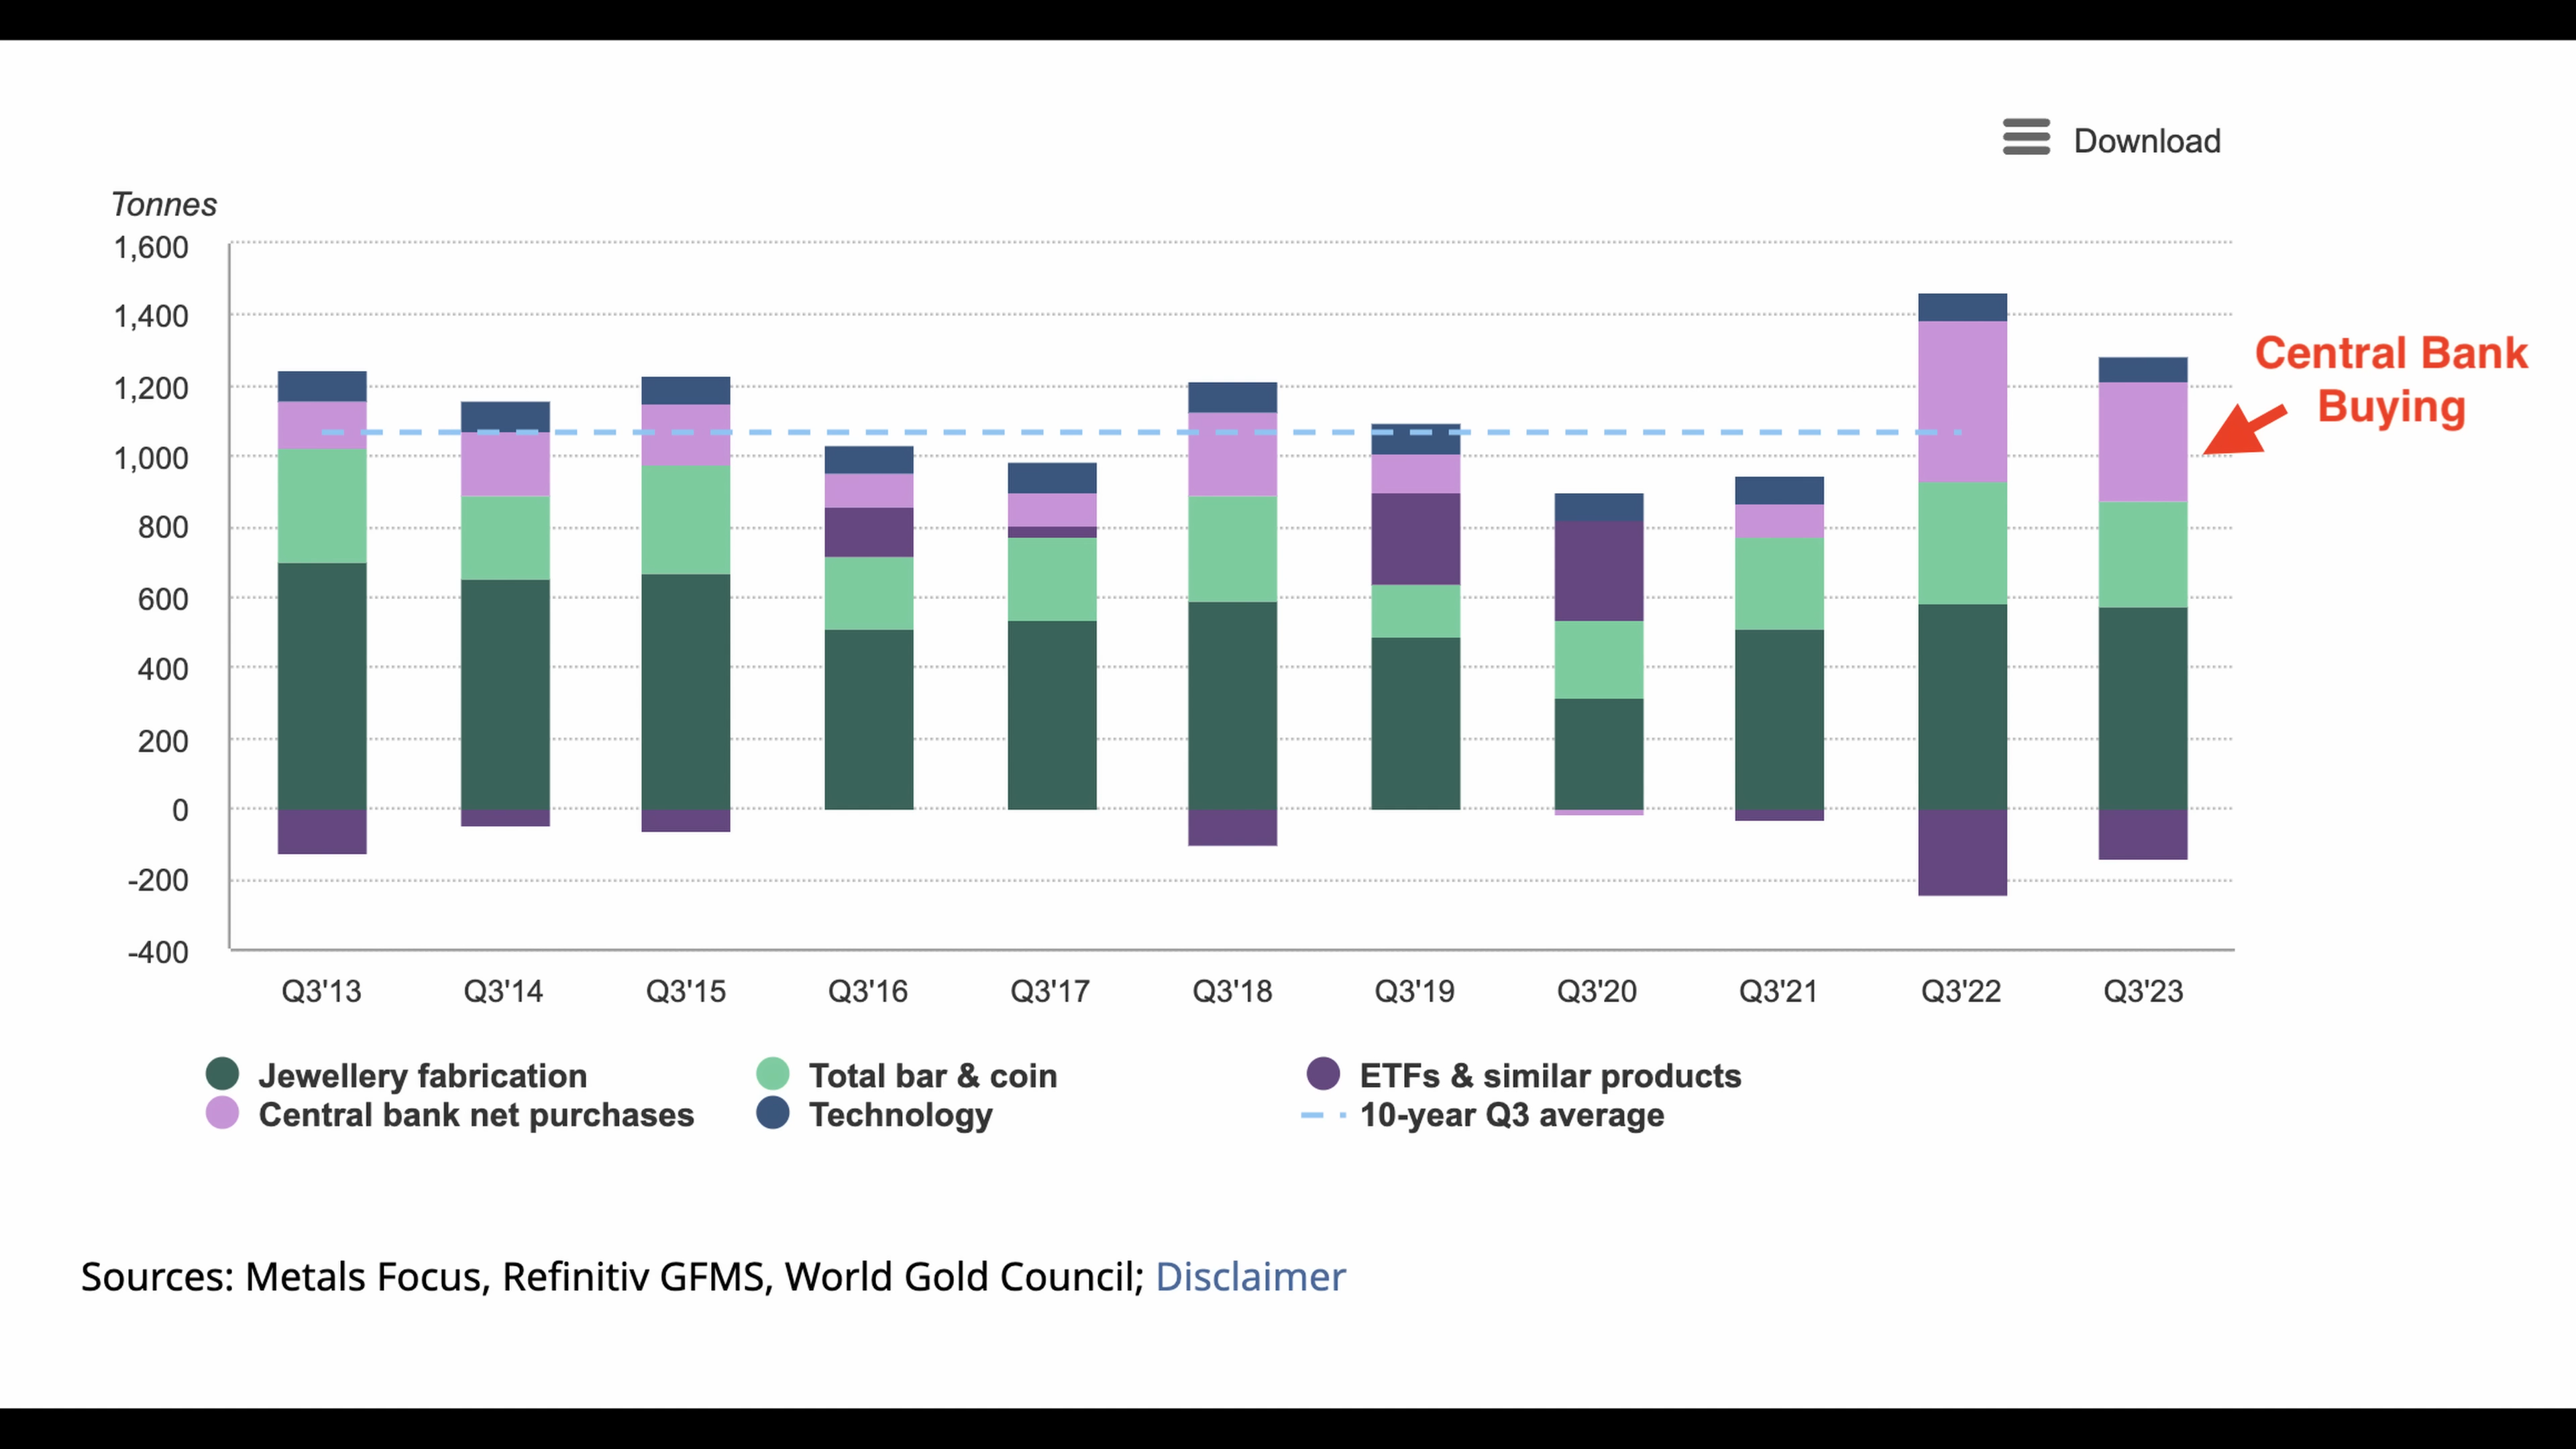 Download
Tonnes
1,600
1,400
1,200
1,000
800
600
400
200
0
-200
-400
Central Bank
Buying
Q3'13 Q3'14 Q3'15 Q3'16 Q3'17 Q3'18 Q3'19 Q3'20 Q3'21 Q3'22 Q3'23
Jewellery fabrication Total bar & coin ETFs & similar products
Central bank net purchases Technology 10-year Q3 average
Sources: Metals Focus, Refinitiv GFMS, World Gold Council; Disclaimer